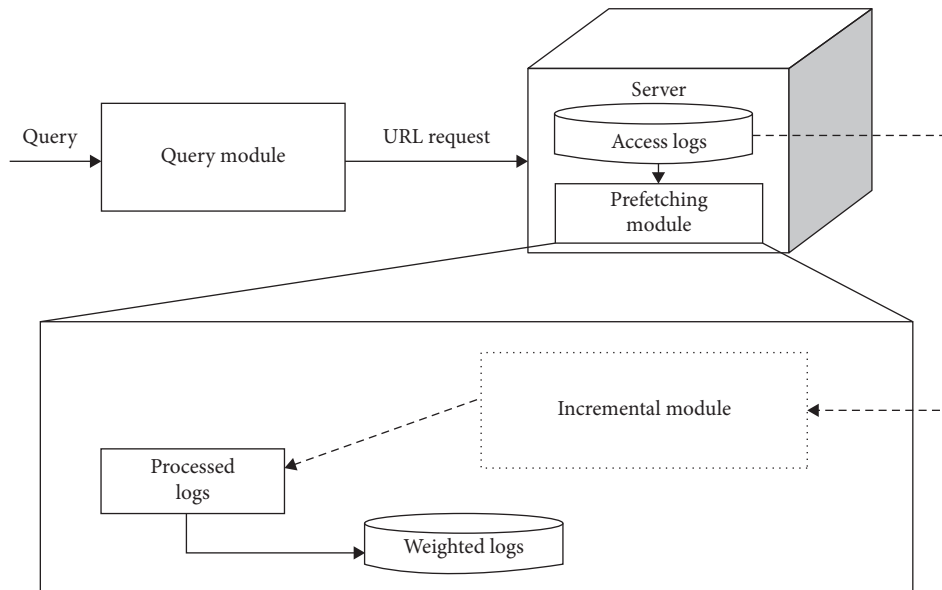 Server
Query
URL request
Query module
Access logs
Prefetching
module
Incremental module
Processed
logs
Weighted logs